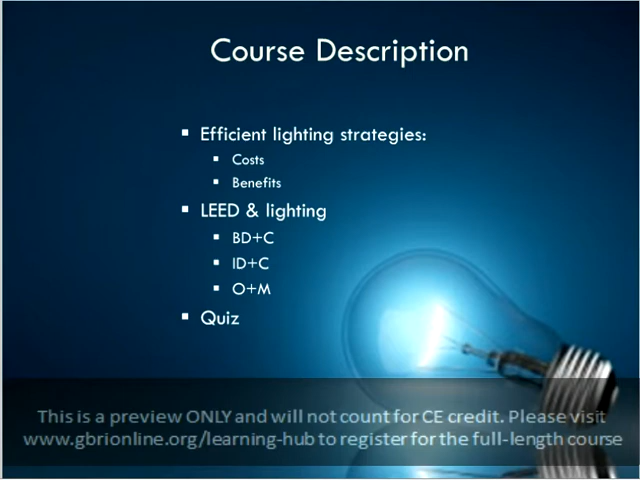 Course Description
Efficient lighting strategies:
Costs
Benefits
LEED & lighting
BD+C
ID+C
O+M
Quiz
This is a preview ONLY and will not count for CE credit. Please visit
www.gbrionline.org/learning-hub to register for the full-length course